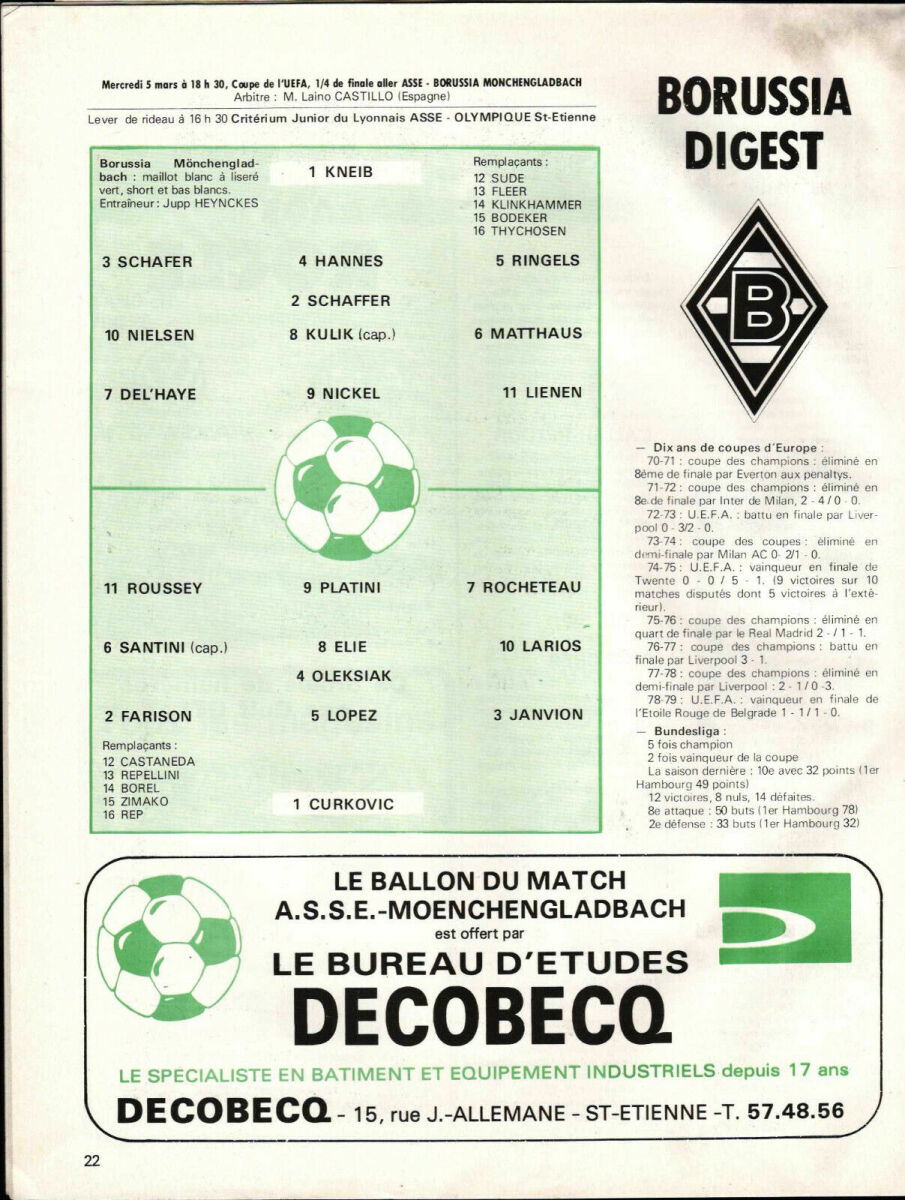 Mercredi 5 mars à 18 h 30, Coupe de l'UEFA, 1/4 de finale aller ASSE - BORUSSIA MONCHENGLADBACH
Arbitre : M. Laino CASTILLO (Espagne)
Lever de rideau à 16 h 30 Critérium Junior du Lyonnais ASSE - OLYMPIQUE St-Etienne
Borussia Mönchenglad-
bach : maillot blanc à liseré
vert, short et bas blancs.
Entraîneur : Jupp HEYNCKES
1 KNEIB
Remplaçants :
12 SUDE
13 FLEER
14 KLINKHAMMER
15 BODEKER
16 THYCHOSEN
3 SCHAFER
4 HANNES
5 RINGELS
2 SCHAFFER
10 NIELSEN
8 KULIK (cap.)
6 MATTHAUS
7 DEL'HAYE
9 NICKEL
11 LIENEN
11 ROUSSEY
9 PLATINI
7 ROCHETEAU
6 SANTINI (cap.)
8 ELIE
10 LARIOS
4 OLEKSIAK
2 FARISON
5 LOPEZ
3 JANVION
Remplaçants :
12 CASTANEDA
13 REPELLINI
14 BOREL
15 ZIMAKO
16 REP
1 CURKOVIC
BORUSSIA
DIGEST
B
— Dix ans de coupes d'Europe :
70-71 : coupe des champions : éliminé en
8ème de finale par Everton aux penaltys.
71-72 : coupe des champions : éliminé en
8e de finale par Inter de Milan, 2 - 4 / 0 - 0.
72-73 : U.E.F.A. : battu en finale par Liver-
pool 0 - 3/2 - 0.
73-74 : coupe des coupes : éliminé en
demi-finale par Milan AC 0- 2/1 - 0.
74-75 : U.E.F.A. : vainqueur en finale de
Twente 0 - 0 / 5 - 1. (9 victoires sur 10
matches disputés dont 5 victoires à l'exté-
rieur).
75-76 : coupe des champions : éliminé en
quart de finale par le Real Madrid 2 - / 1 - 1.
76-77 : coupe des champions : battu en
finale par Liverpool 3 - 1.
77-78 : coupe des champions : éliminé en
demi-finale par Liverpool : 2 - 1 / 0 -3.
78-79 : U.E.F.A. : vainqueur en finale de
l'Etoile Rouge de Belgrade 1 - 1 / 1 - 0.
— Bundesliga :
5 fois champion
2 fois vainqueur de la coupe
La saison dernière : 10e avec 32 points (1er
Hambourg 49 points)
12 victoires, 8 nuls, 14 défaites.
8e attaque : 50 buts (1er Hambourg 78)
2e défense : 33 buts (1er Hambourg 32)
LE BALLON DU MATCH
A.S.S.E.-MOENCHENGLADBACH
est offert par
LE BUREAU D'ETUDES
DECOBECQ
LE SPECIALISTE EN BATIMENT ET EQUIPEMENT INDUSTRIELS depuis 17 ans
DECOBECQ - 15, rue J.-ALLEMANE - ST-ETIENNE -T. 57.48.56
22